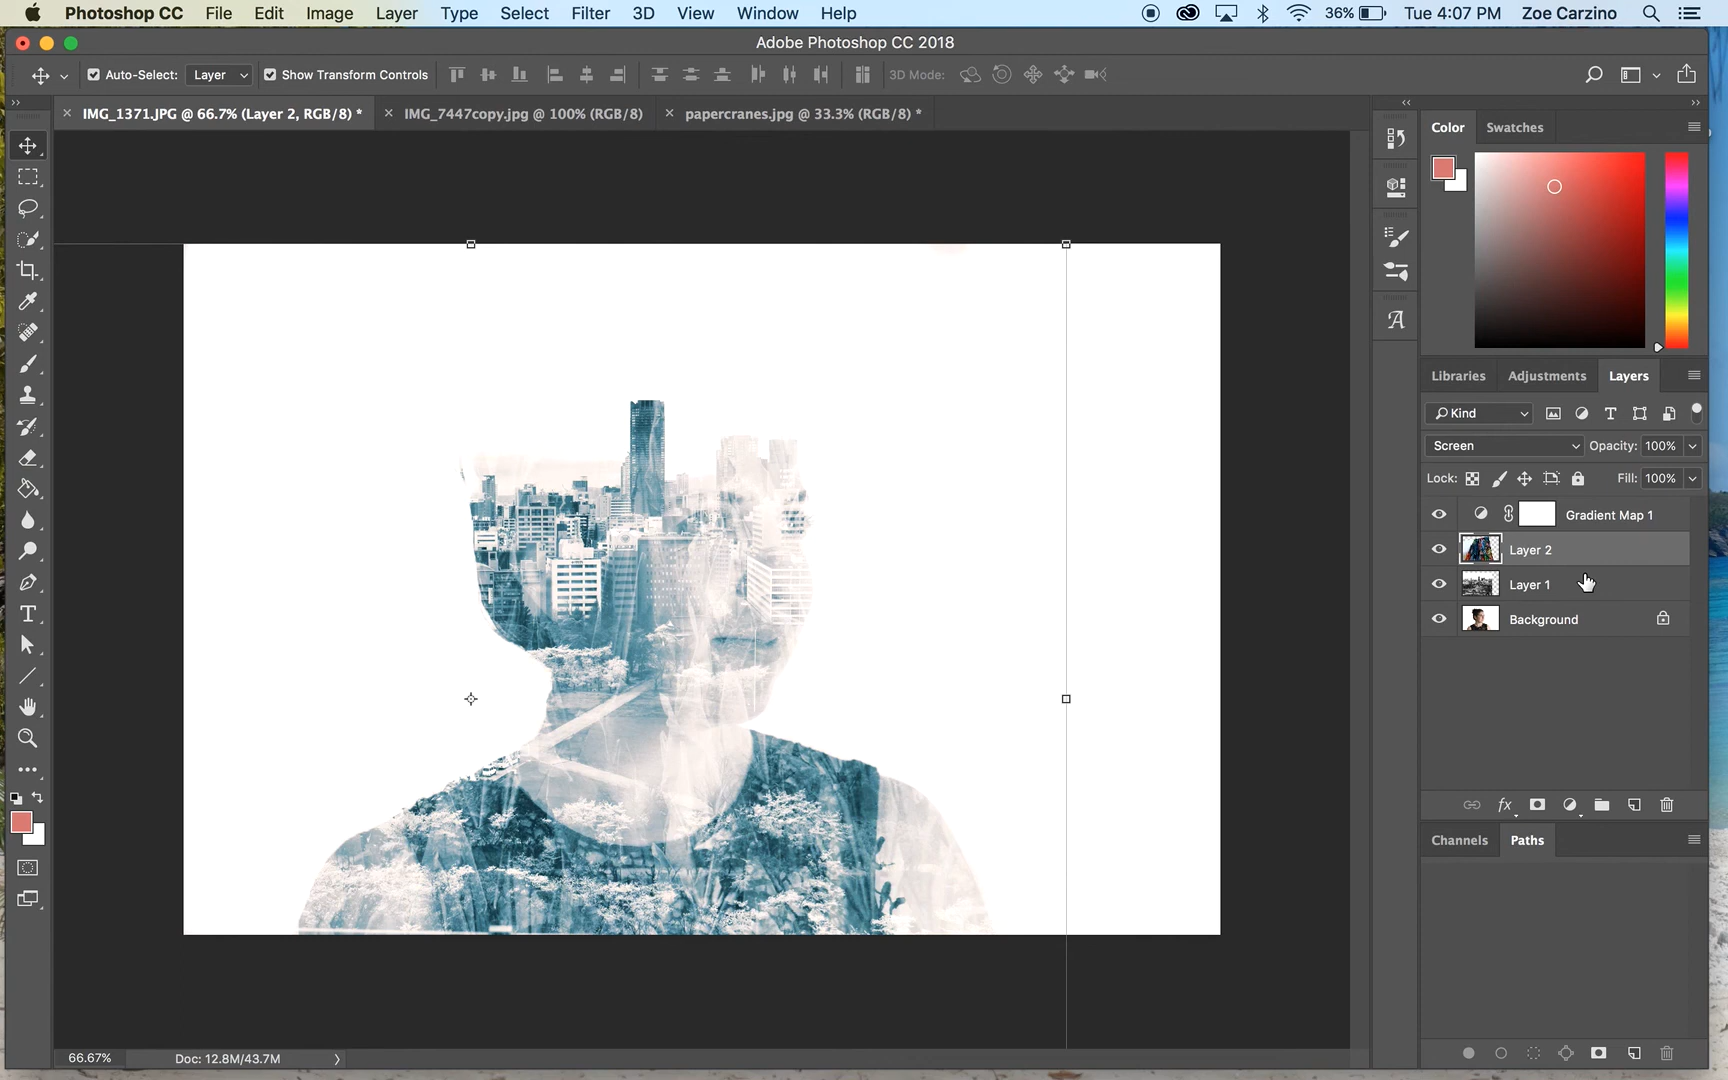 Photoshop CC File Edit Image Layer Type Select Filter 3D View Window Help 36% Tue 4:07 PM Zoe Carzino
Adobe Photoshop CC 2018
Auto-Select: Layer Show Transform Controls 3D Mode:
IMG_1371.JPG @ 66.7% (Layer 2, RGB/8) * IMG_7447copy.jpg @ 100% (RGB/8) papercranes.jpg @ 33.3% (RGB/8) *
Color Swatches
Libraries Adjustments Layers
Kind
Screen Opacity: 100%
Lock: Fill: 100%
Gradient Map 1
Layer 2
Layer 1
Background
fx
Channels Paths
66.67% Doc: 12.8M/43.7M